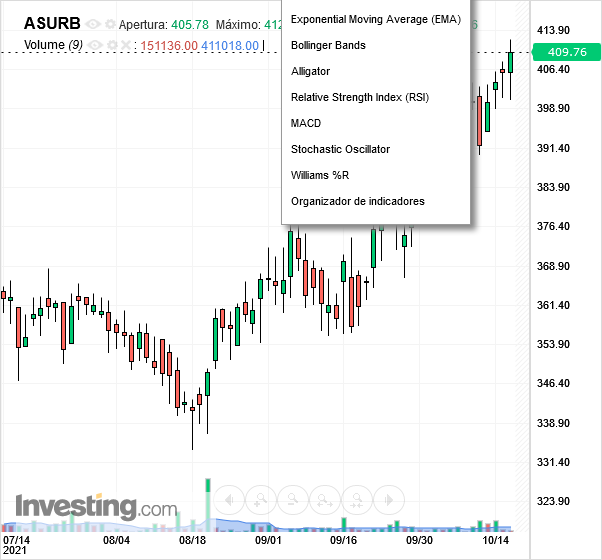 ASURB Apertura: 405.78 Máximo: 412
Volume (9) : 151136.00 411018.00
Exponential Moving Average (EMA)
Bollinger Bands
Alligator
Relative Strength Index (RSI)
MACD
Stochastic Oscillator
Williams %R
Organizador de indicadores
413.90
409.76
406.40
398.90
391.40
383.90
376.40
368.90
361.40
353.90
346.40
338.90
331.40
323.90
Investing.com
07/14 08/04 08/18 09/01 09/16 09/30 10/14
2021